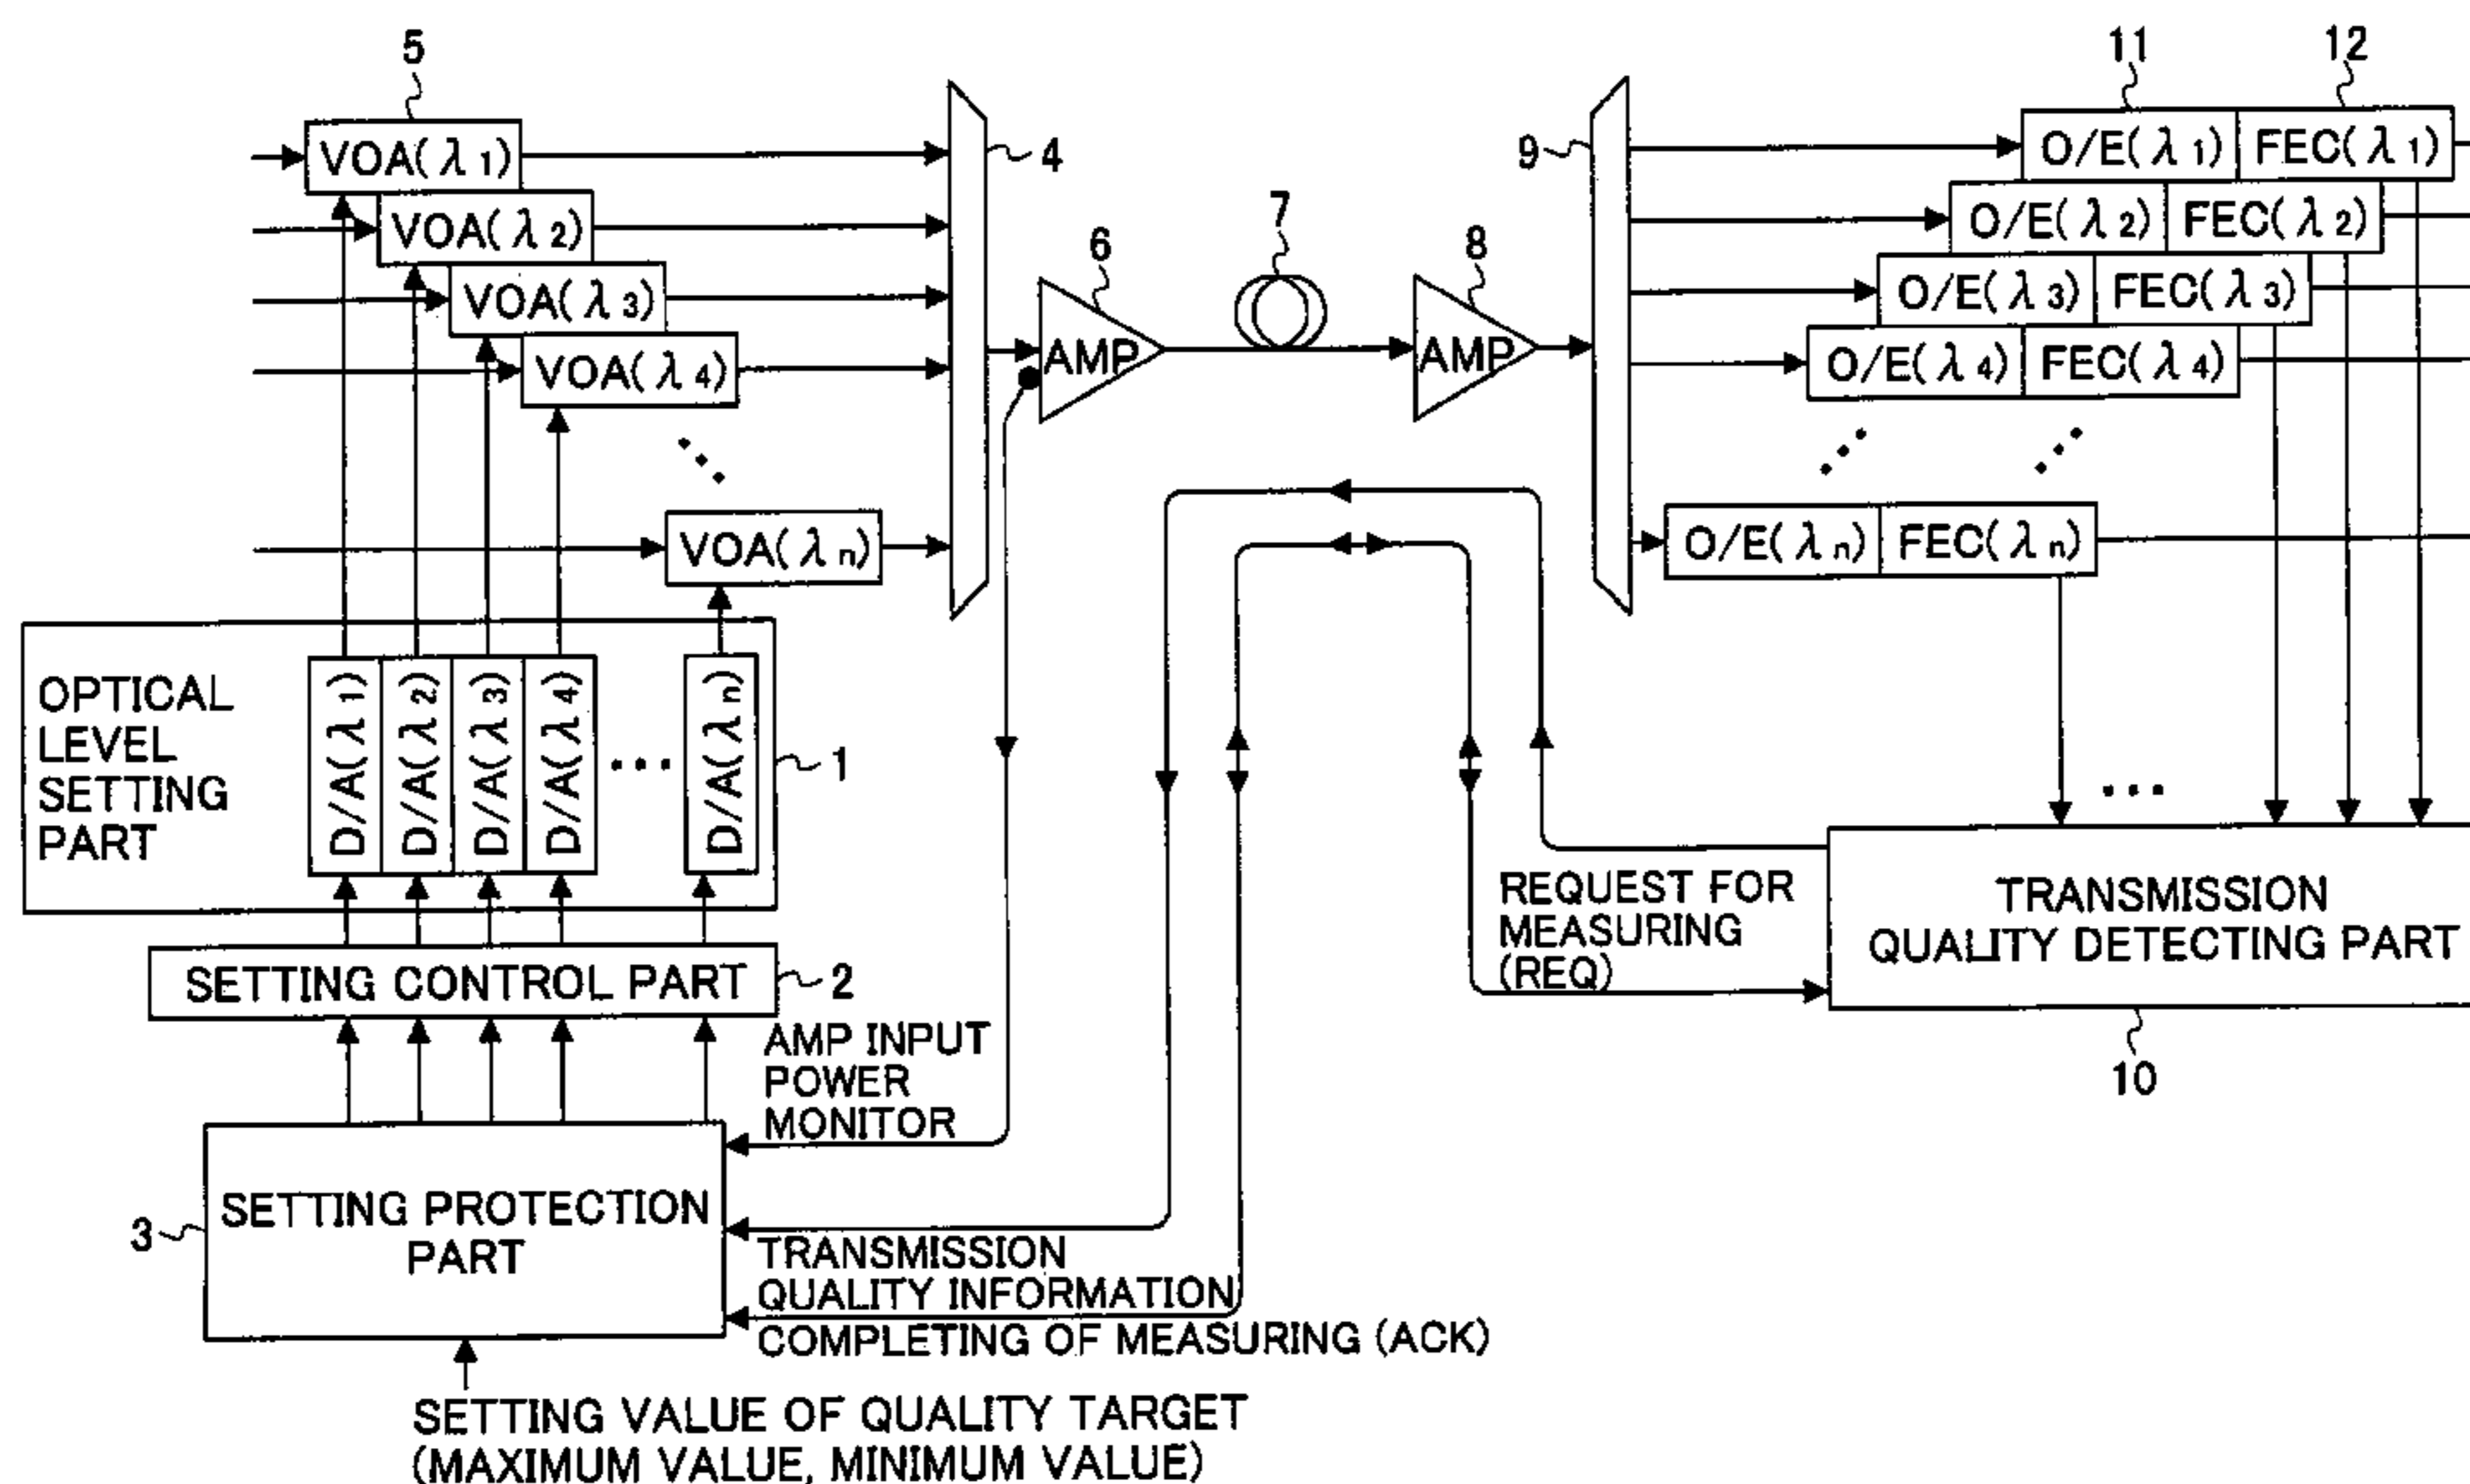 5
11
12
VOA(λ1)
4
9
O/E(λ1)
FEC(λ1)
VOA(λ2)
6
7
8
O/E(λ2)
FEC(λ2)
VOA(λ3)
O/E(λ3)
FEC(λ3)
VOA(λ4)
AMP
AMP
O/E(λ4)
FEC(λ4)
VOA(λn)
O/E(λn)
FEC(λn)
OPTICAL
LEVEL
SETTING
PART
D/A(λ1)
D/A(λ2)
D/A(λ3)
D/A(λ4)
...
D/A(λn)
1
...
REQUEST FOR
MEASURING
(REQ)
TRANSMISSION
QUALITY DETECTING PART
10
SETTING CONTROL PART
2
AMP INPUT
POWER
MONITOR
3
SETTING PROTECTION
PART
TRANSMISSION
QUALITY INFORMATION
COMPLETING OF MEASURING (ACK)
SETTING VALUE OF QUALITY TARGET
(MAXIMUM VALUE, MINIMUM VALUE)